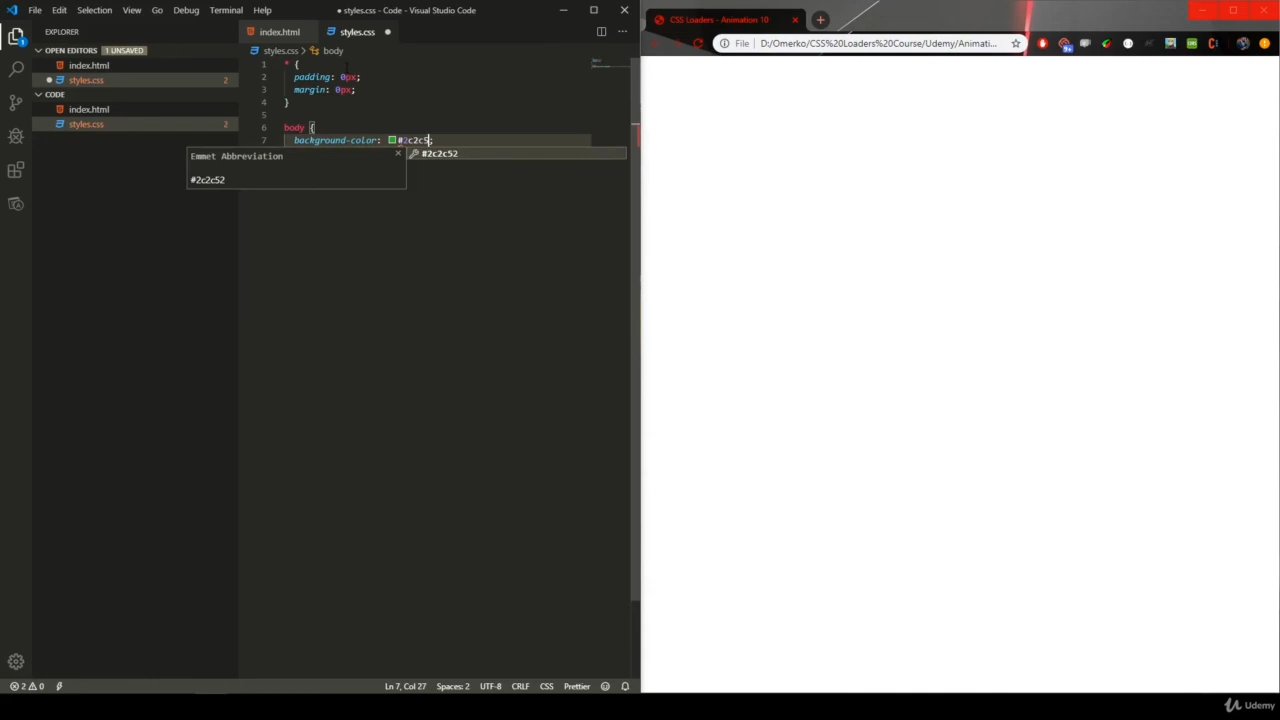 File Edit Selection View Go Debug Terminal Help
● styles.css - Code - Visual Studio Code
EXPLORER
OPEN EDITORS 1 UNSAVED
index.html
styles.css 2
CODE
index.html
styles.css 2
index.html styles.css
styles.css > body
1 * {
2 padding: 0px;
3 margin: 0px;
4 }
5
6 body {
7 background-color: #2c2c5;
Emmet Abbreviation
#2c2c52
#2c2c52
2 0
Ln 7, Col 27 Spaces: 2 UTF-8 CRLF CSS Prettier
CSS Loaders - Animation 10
File D:/Omerko/CSS%20Loaders%20Course/Udemy/Animati...
Udemy